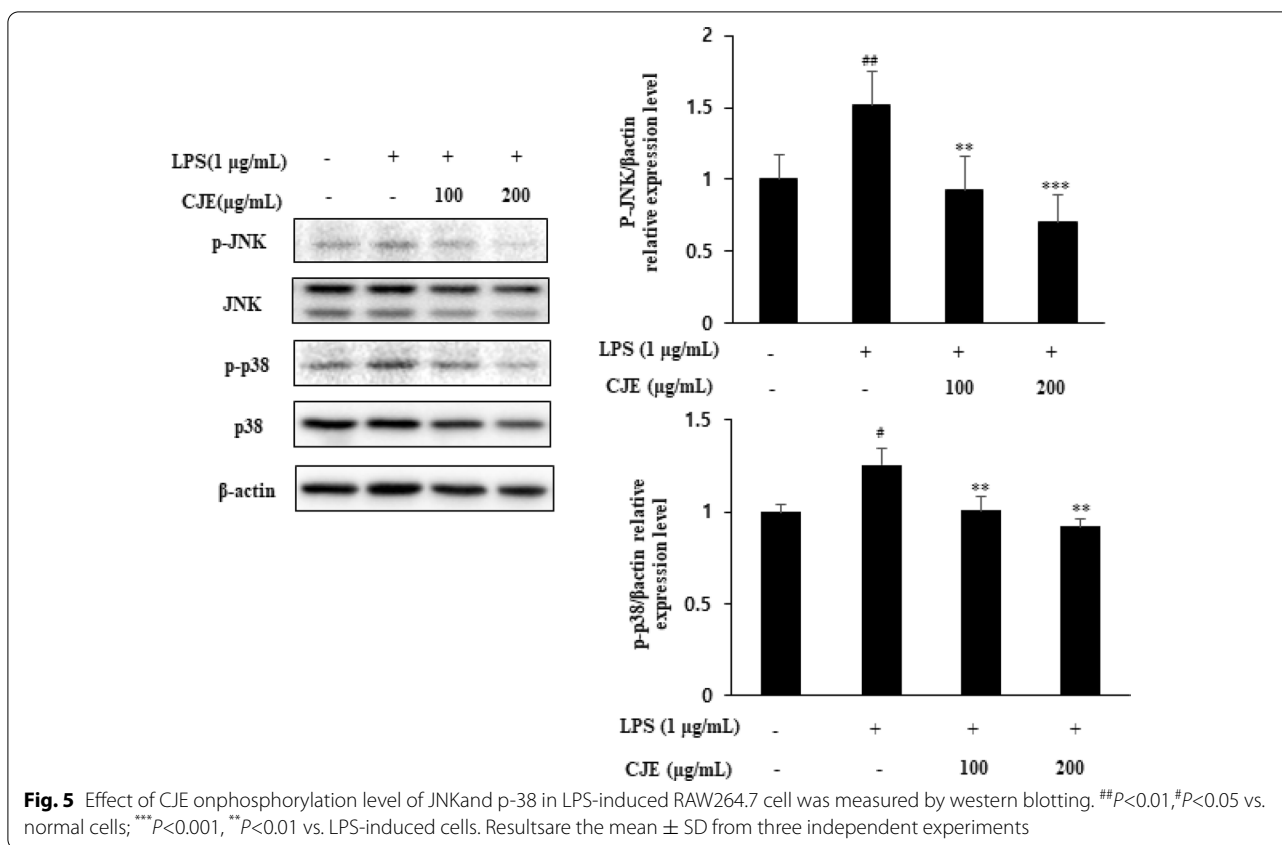 LPS(1 μg/mL) - + + +
CJE(μg/mL) - - 100 200
p-JNK
JNK
p-p38
p38
β-actin
P-JNK/βactin
relative expression level
2
1.5
1
0.5
0
##
**
***
LPS (1 μg/mL) - + + +
CJE (μg/mL) - - 100 200
p-p38/βactin relative
expression level
1.5
1
0.5
0
#
**
**
LPS (1 μg/mL) - + + +
CJE (μg/mL) - - 100 200
Fig. 5 Effect of CJE onphosphorylation level of JNKand p-38 in LPS-induced RAW264.7 cell was measured by western blotting. ##P<0.01,#P<0.05 vs.
normal cells; ***P<0.001, **P<0.01 vs. LPS-induced cells. Resultsare the mean ± SD from three independent experiments